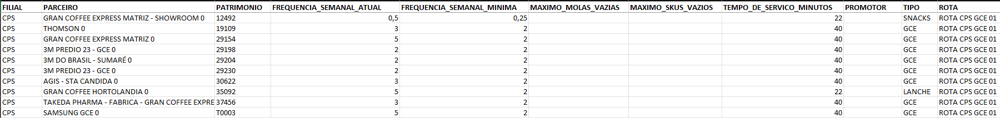 FILIAL PARCEIRO PATRIMONIO FREQUENCIA_SEMANAL_ATUAL FREQUENCIA_SEMANAL_MINIMA MAXIMO_MOLAS_VAZIAS MAXIMO_SKUS_VAZIOS TEMPO_DE_SERVICO_MINUTOS PROMOTOR TIPO ROTA
CPS GRAN COFFEE EXPRESS MATRIZ - SHOWROOM 0 12492 0,5 0,25 22 SNACKS ROTA CPS GCE 01
CPS THOMSON 0 19109 3 2 40 GCE ROTA CPS GCE 01
CPS GRAN COFFEE EXPRESS MATRIZ 0 29154 5 2 40 GCE ROTA CPS GCE 01
CPS 3M PREDIO 23 - GCE 0 29198 2 2 40 GCE ROTA CPS GCE 01
CPS 3M DO BRASIL - SUMARÉ 0 29204 2 2 40 GCE ROTA CPS GCE 01
CPS 3M PREDIO 23 - GCE 0 29230 2 2 40 GCE ROTA CPS GCE 01
CPS AGIS - STA CANDIDA 0 30622 3 2 40 GCE ROTA CPS GCE 01
CPS GRAN COFFEE HORTOLANDIA 0 35092 5 2 22 LANCHE ROTA CPS GCE 01
CPS TAKEDA PHARMA - FABRICA - GRAN COFFEE EXPRE 37456 3 2 40 GCE ROTA CPS GCE 01
CPS SAMSUNG GCE 0 T0003 5 2 40 GCE ROTA CPS GCE 01